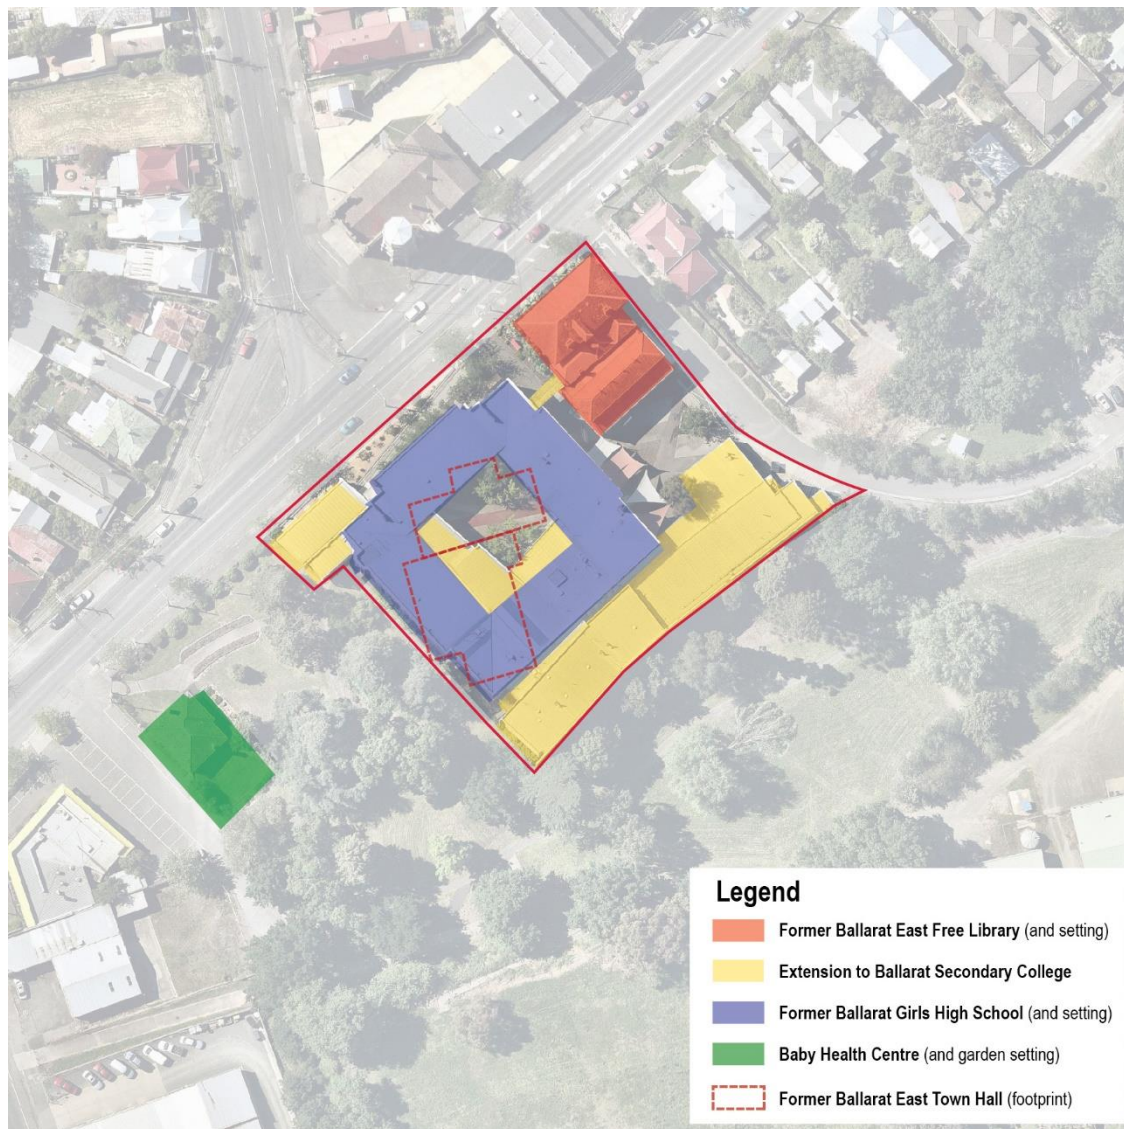 Legend
Former Ballarat East Free Library (and setting)
Extension to Ballarat Secondary College
Former Ballarat Girls High School (and setting)
Baby Health Centre (and garden setting)
Former Ballarat East Town Hall (footprint)